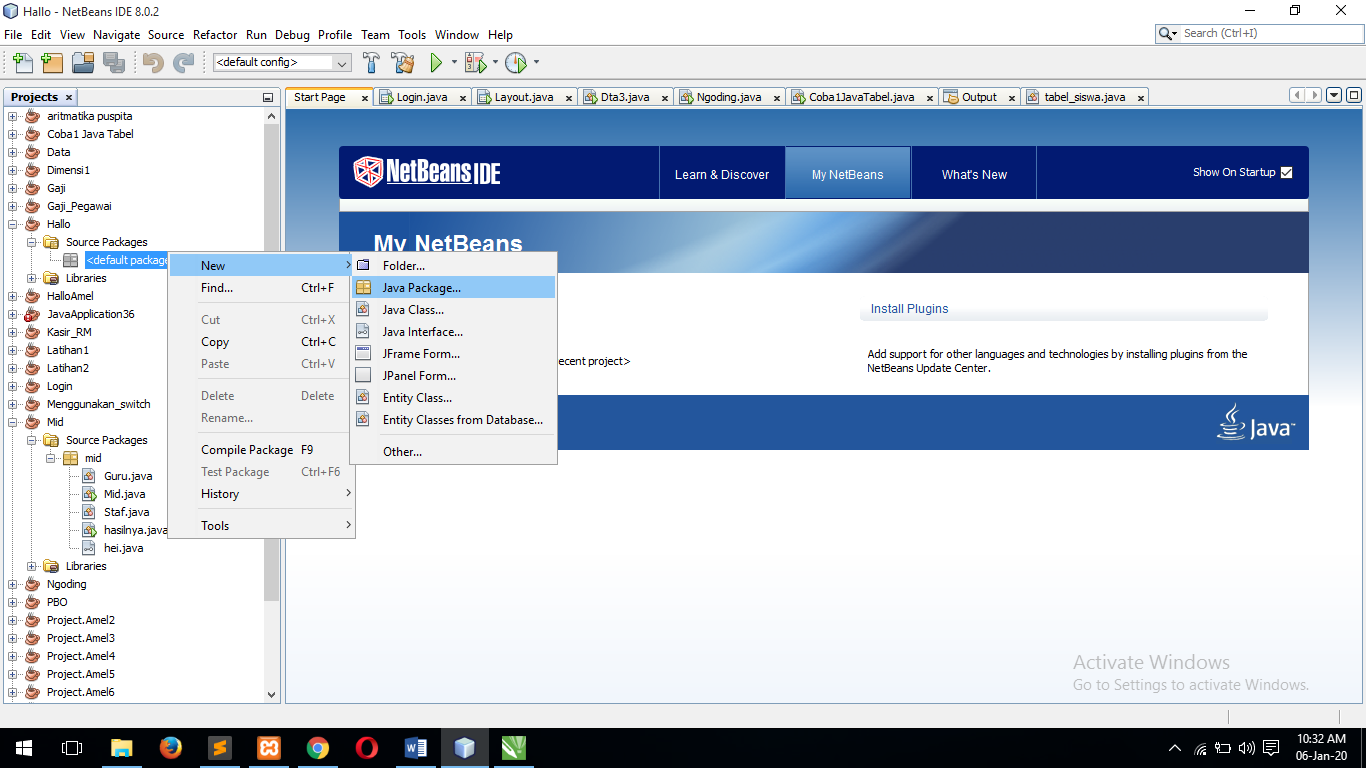 Hallo - NetBeans IDE 8.0.2
File Edit View Navigate Source Refactor Run Debug Profile Team Tools Window Help
Search (Ctrl+I)
<default config>
Projects
Start Page
Login.java
Layout.java
Dta3.java
Ngoding.java
Coba1JavaTabel.java
Output
tabel_siswa.java
aritmatika puspita
Coba1 Java Tabel
Data
Dimensi1
Gaji
Gaji_Pegawai
Hallo
Source Packages
<default package
Libraries
HalloAmel
JavaApplication36
Kasir_RM
Latihan1
Latihan2
Login
Menggunakan_switch
Mid
Source Packages
mid
Guru.java
Mid.java
Staf.java
hasilnya.java
hei.java
Libraries
Ngoding
PBO
Project.Amel2
Project.Amel3
Project.Amel4
Project.Amel5
Project.Amel6
New
Find... Ctrl+F
Cut Ctrl+X
Copy Ctrl+C
Paste Ctrl+V
Delete Delete
Rename...
Compile Package F9
Test Package Ctrl+F6
History
Tools
Folder...
Java Package...
Java Class...
Java Interface...
JFrame Form...
JPanel Form...
Entity Class...
Entity Classes from Database...
Other...
NetBeans IDE
Learn & Discover
My NetBeans
What's New
Show On Startup
My NetBeans
ecent project>
Install Plugins
Add support for other languages and technologies by installing plugins from the
NetBeans Update Center.
Java
Activate Windows
Go to Settings to activate Windows.
10:32 AM
06-Jan-20